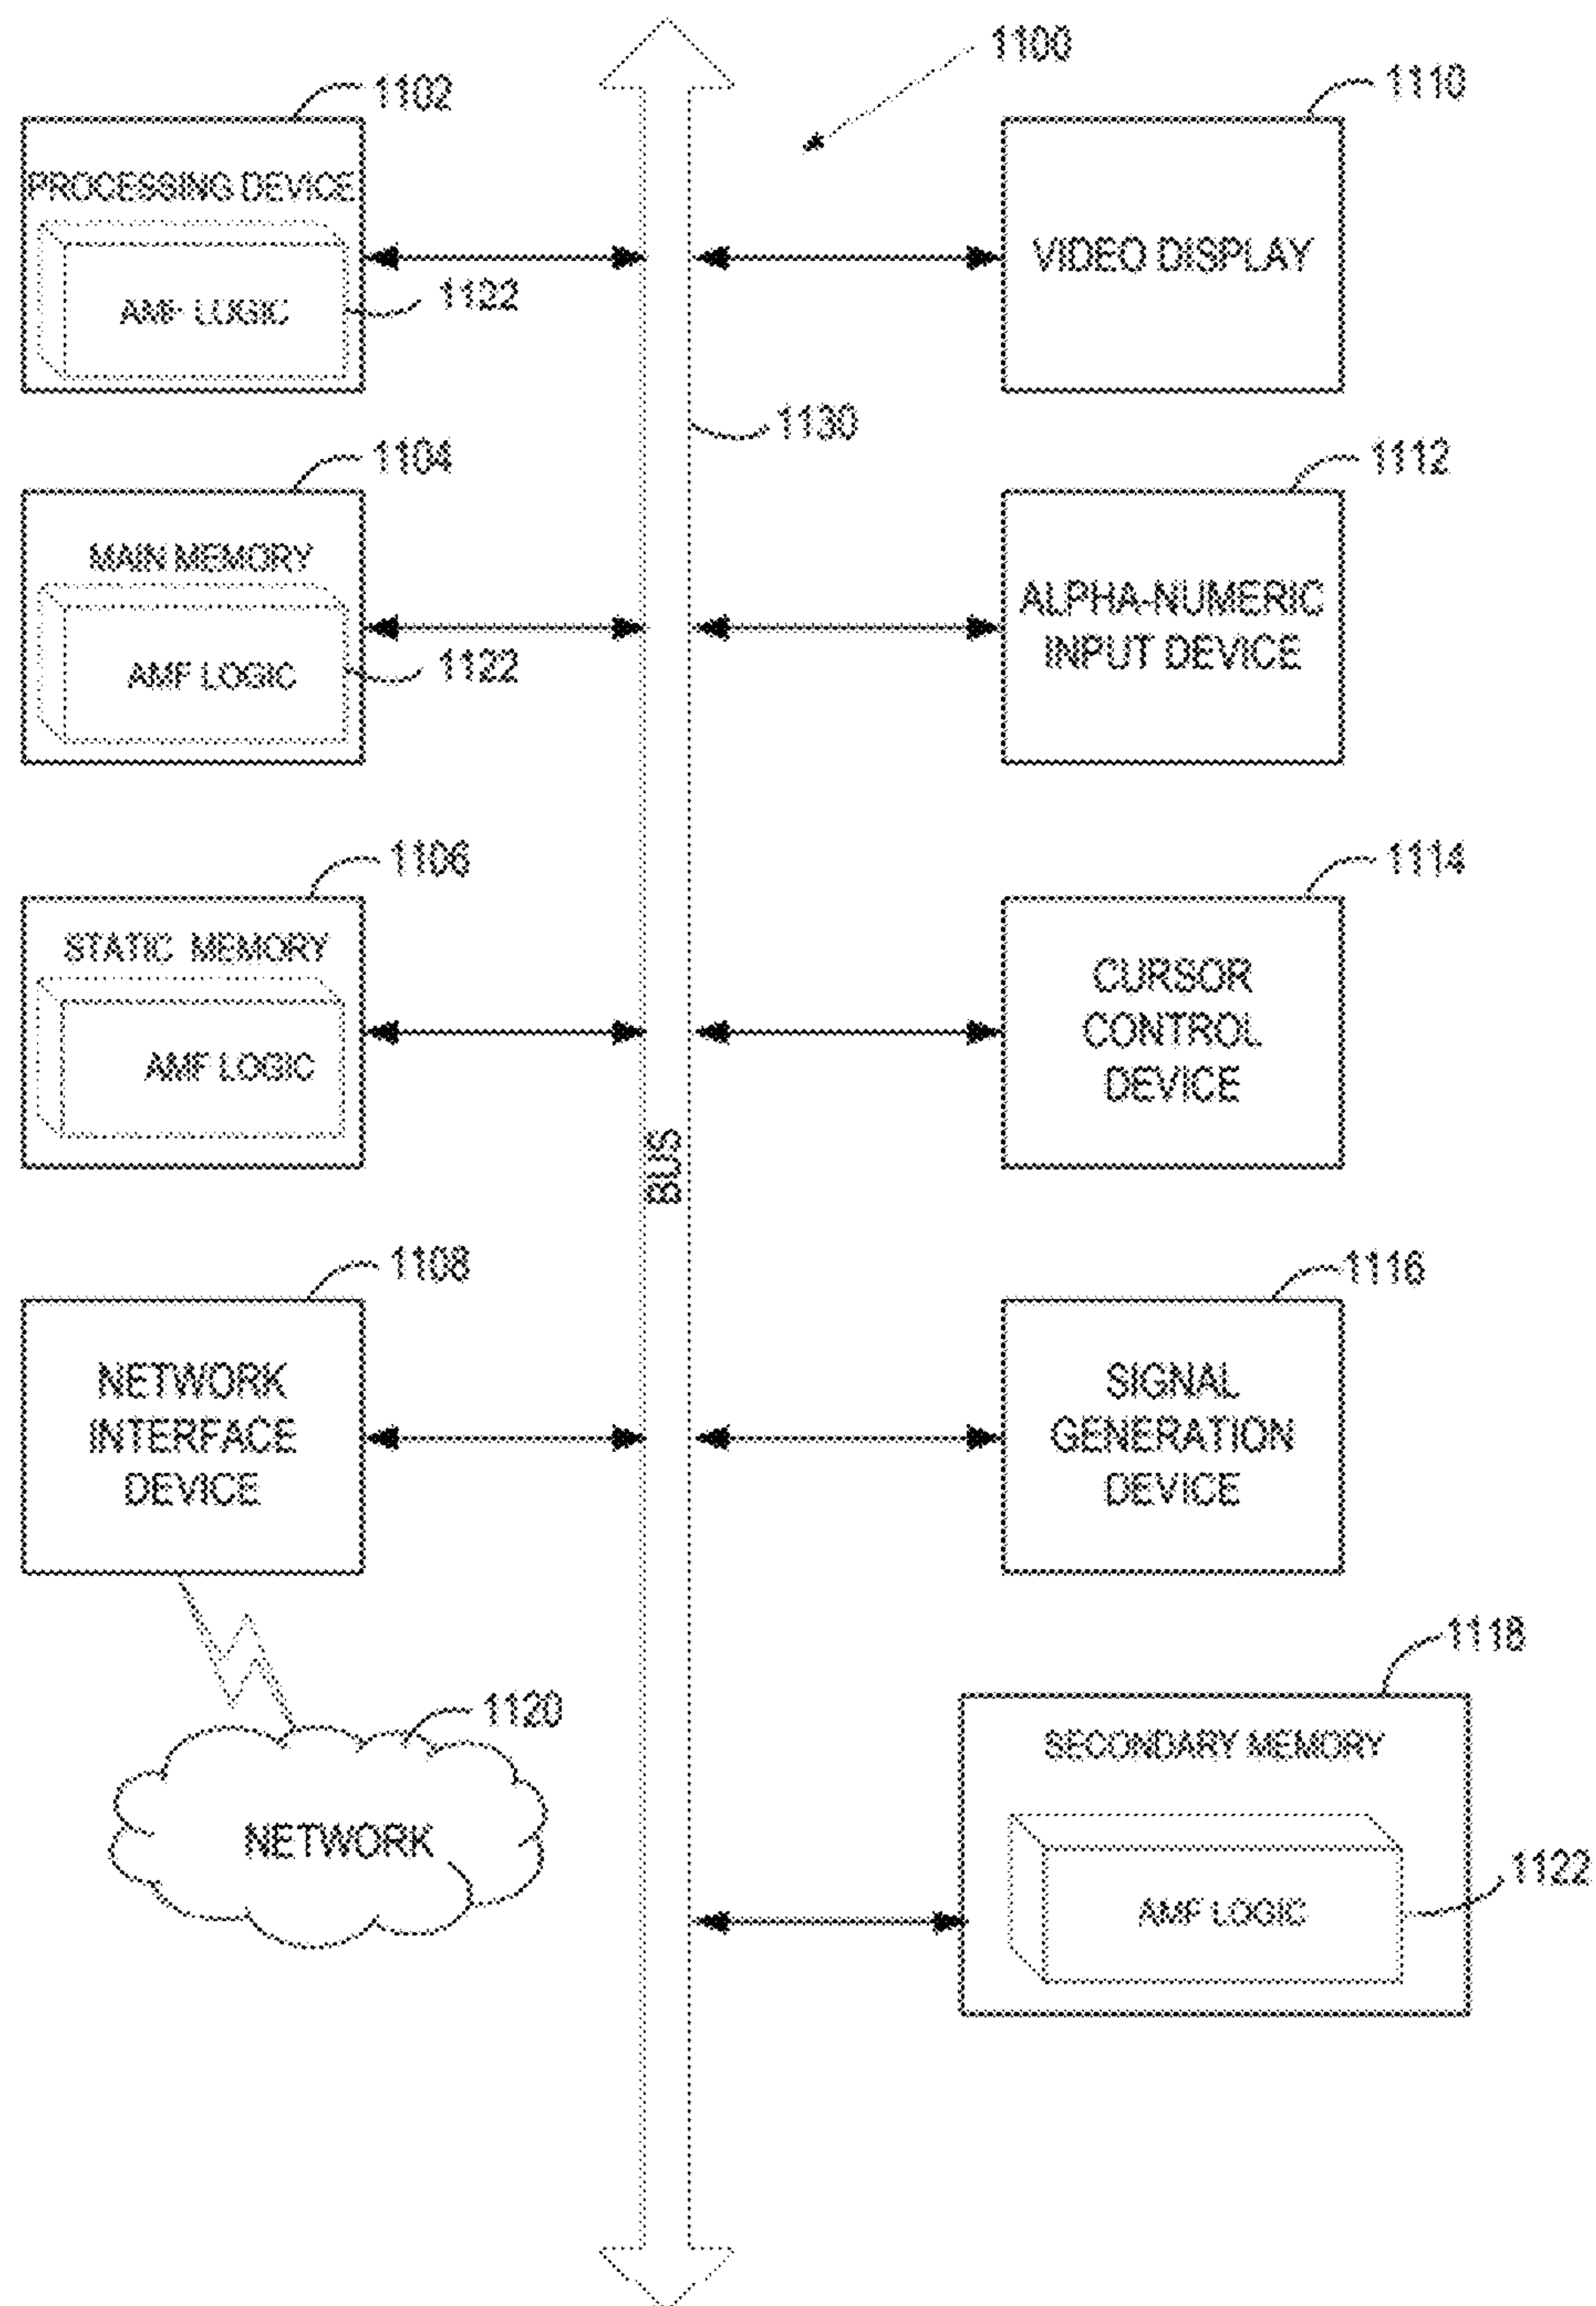 1100
1102
PROCESSING DEVICE
AMF LOGIC
1122
1110
VIDEO DISPLAY
1130
1104
MAIN MEMORY
AMF LOGIC
1122
1112
ALPHA-NUMERIC
INPUT DEVICE
1106
STATIC MEMORY
AMF LOGIC
1114
CURSOR
CONTROL
DEVICE
BUS
1108
NETWORK
INTERFACE
DEVICE
1116
SIGNAL
GENERATION
DEVICE
1120
NETWORK
1118
SECONDARY MEMORY
AMF LOGIC
1122